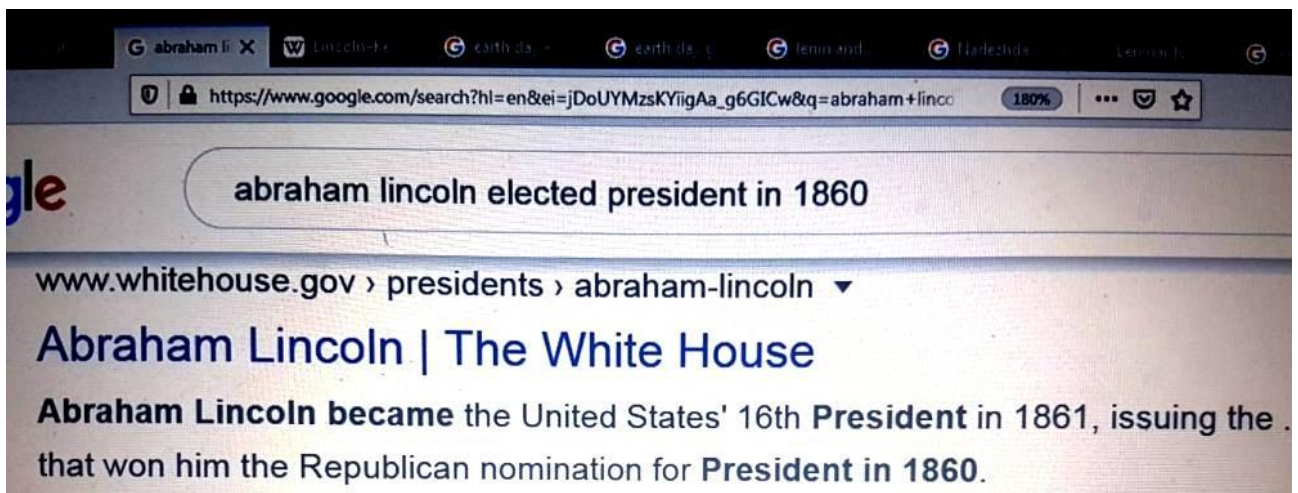 abraham li
https://www.google.com/search?hl=en&ei=jDoUYMzsKYiigAa_g6GICw&q=abraham+linco 180%
gle
abraham lincoln elected president in 1860
www.whitehouse.gov › presidents › abraham-lincoln
Abraham Lincoln | The White House
Abraham Lincoln became the United States' 16th President in 1861, issuing the .
that won him the Republican nomination for President in 1860.